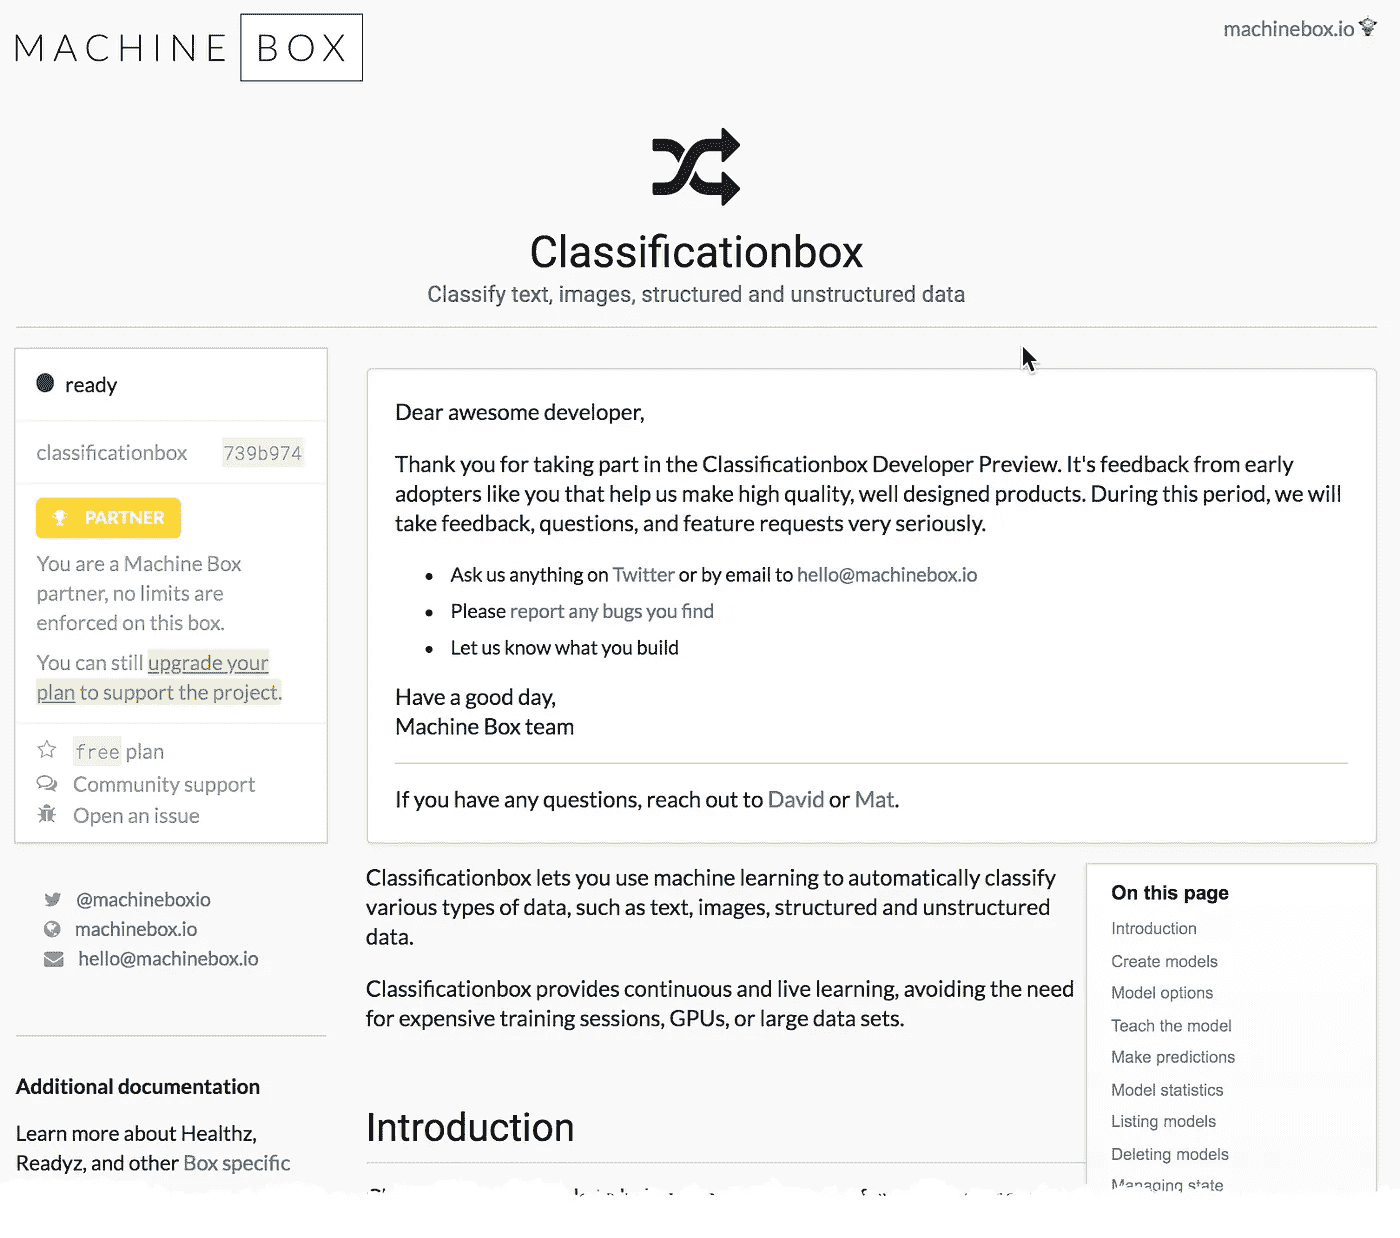 MACHINE BOX
machinebox.io
Classificationbox
Classify text, images, structured and unstructured data
ready
classificationbox 739b974
PARTNER
You are a Machine Box
partner, no limits are
enforced on this box.
You can still upgrade your
plan to support the project.
free plan
Community support
Open an issue
@machineboxio
machinebox.io
hello@machinebox.io
Additional documentation
Learn more about Healthz,
Readyz, and other Box specific
Dear awesome developer,
Thank you for taking part in the Classificationbox Developer Preview. It's feedback from early
adopters like you that help us make high quality, well designed products. During this period, we will
take feedback, questions, and feature requests very seriously.
• Ask us anything on Twitter or by email to hello@machinebox.io
• Please report any bugs you find
• Let us know what you build
Have a good day,
Machine Box team
If you have any questions, reach out to David or Mat.
Classificationbox lets you use machine learning to automatically classify
various types of data, such as text, images, structured and unstructured
data.
Classificationbox provides continuous and live learning, avoiding the need
for expensive training sessions, GPUs, or large data sets.
Introduction
On this page
Introduction
Create models
Model options
Teach the model
Make predictions
Model statistics
Listing models
Deleting models
Managing state